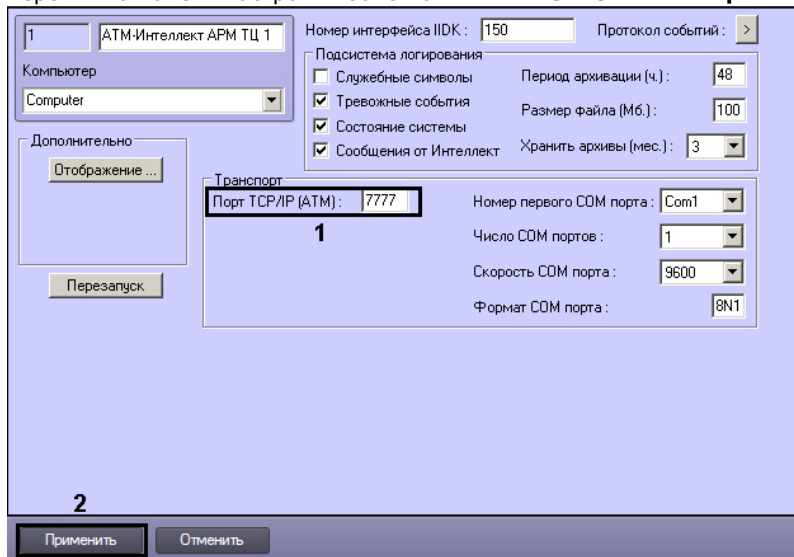 1 АТМ-Интеллект АРМ ТЦ 1
Компьютер
Computer
Номер интерфейса IIDK : 150 Протокол событий : >
Подсистема логирования
Служебные символы Период архивации (ч.) : 48
Тревожные события Размер файла (Мб.) : 100
Состояние системы
Сообщения от Интеллект Хранить архивы (мес.) : 3
Дополнительно
Отображение ...
Перезапуск
Транспорт
Порт TCP/IP (ATM) : 7777 Номер первого COM порта : Com1
1
Число COM портов : 1
Скорость COM порта : 9600
Формат COM порта : 8N1
2
Применить Отменить